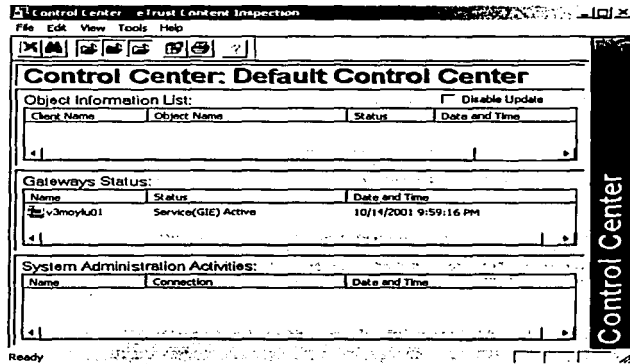 Control Center - eTrust Content Inspection
File Edit View Tools Help
Control Center: Default Control Center
Object Information List:
Disable Update
Client Name Object Name Status Date and Time
Gateways Status:
Name Status Date and Time
v3moylu01 Service(GIE) Active 10/14/2001 9:59:16 PM
System Administration Activities:
Name Connection Date and Time
Ready
Control Center